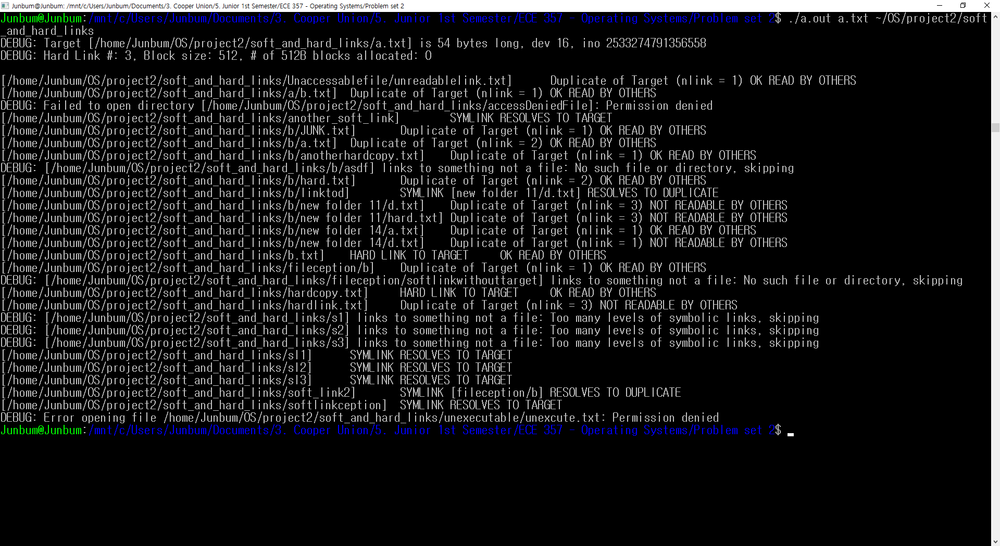 Junbum@Junbum: /mnt/c/Users/Junbum/Documents/3. Cooper Union/5. Junior 1st Semester/ECE 357 - Operating Systems/Problem set 2
Junbum@Junbum:/mnt/c/Users/Junbum/Documents/3. Cooper Union/5. Junior 1st Semester/ECE 357 - Operating Systems/Problem set 2$ ./a.out a.txt ~/OS/project2/soft
_and_hard_links
DEBUG: Target [/home/Junbum/OS/project2/soft_and_hard_links/a.txt] is 54 bytes long, dev 16, ino 2533274791356558
DEBUG: Hard Link #: 3, Block size: 512, # of 512B blocks allocated: 0
[/home/Junbum/OS/project2/soft_and_hard_links/Unaccessablefile/unreadablelink.txt]      Duplicate of Target (nlink = 1) OK READ BY OTHERS
[/home/Junbum/OS/project2/soft_and_hard_links/a/b.txt]  Duplicate of Target (nlink = 1) OK READ BY OTHERS
DEBUG: Failed to open directory [/home/Junbum/OS/project2/soft_and_hard_links/accessDeniedFile]: Permission denied
[/home/Junbum/OS/project2/soft_and_hard_links/another_soft_link]        SYMLINK RESOLVES TO TARGET
[/home/Junbum/OS/project2/soft_and_hard_links/b/JUNK.txt]       Duplicate of Target (nlink = 1) OK READ BY OTHERS
[/home/Junbum/OS/project2/soft_and_hard_links/b/a.txt]  Duplicate of Target (nlink = 2) OK READ BY OTHERS
[/home/Junbum/OS/project2/soft_and_hard_links/b/anotherhardcopy.txt]    Duplicate of Target (nlink = 1) OK READ BY OTHERS
DEBUG: [/home/Junbum/OS/project2/soft_and_hard_links/b/asdf] links to something not a file: No such file or directory, skipping
[/home/Junbum/OS/project2/soft_and_hard_links/b/hard.txt]       Duplicate of Target (nlink = 2) OK READ BY OTHERS
[/home/Junbum/OS/project2/soft_and_hard_links/b/linktod]        SYMLINK [new folder 11/d.txt] RESOLVES TO DUPLICATE
[/home/Junbum/OS/project2/soft_and_hard_links/b/new folder 11/d.txt]    Duplicate of Target (nlink = 3) NOT READABLE BY OTHERS
[/home/Junbum/OS/project2/soft_and_hard_links/b/new folder 11/hard.txt] Duplicate of Target (nlink = 3) NOT READABLE BY OTHERS
[/home/Junbum/OS/project2/soft_and_hard_links/b/new folder 14/a.txt]    Duplicate of Target (nlink = 1) OK READ BY OTHERS
[/home/Junbum/OS/project2/soft_and_hard_links/b/new folder 14/d.txt]    Duplicate of Target (nlink = 1) NOT READABLE BY OTHERS
[/home/Junbum/OS/project2/soft_and_hard_links/b.txt]    HARD LINK TO TARGET     OK READ BY OTHERS
[/home/Junbum/OS/project2/soft_and_hard_links/fileception/b]    Duplicate of Target (nlink = 1) OK READ BY OTHERS
DEBUG: [/home/Junbum/OS/project2/soft_and_hard_links/fileception/softlinkwithouttarget] links to something not a file: No such file or directory, skipping
[/home/Junbum/OS/project2/soft_and_hard_links/hardcopy.txt]     HARD LINK TO TARGET     OK READ BY OTHERS
[/home/Junbum/OS/project2/soft_and_hard_links/hardlink.txt]     Duplicate of Target (nlink = 3) NOT READABLE BY OTHERS
DEBUG: [/home/Junbum/OS/project2/soft_and_hard_links/s1] links to something not a file: Too many levels of symbolic links, skipping
DEBUG: [/home/Junbum/OS/project2/soft_and_hard_links/s2] links to something not a file: Too many levels of symbolic links, skipping
DEBUG: [/home/Junbum/OS/project2/soft_and_hard_links/s3] links to something not a file: Too many levels of symbolic links, skipping
[/home/Junbum/OS/project2/soft_and_hard_links/sl1]      SYMLINK RESOLVES TO TARGET
[/home/Junbum/OS/project2/soft_and_hard_links/sl2]      SYMLINK RESOLVES TO TARGET
[/home/Junbum/OS/project2/soft_and_hard_links/sl3]      SYMLINK RESOLVES TO TARGET
[/home/Junbum/OS/project2/soft_and_hard_links/soft_link2]       SYMLINK [fileception/b] RESOLVES TO DUPLICATE
[/home/Junbum/OS/project2/soft_and_hard_links/softlinkception]  SYMLINK RESOLVES TO TARGET
DEBUG: Error opening file /home/Junbum/OS/project2/soft_and_hard_links/unexecutable/unexcute.txt: Permission denied
Junbum@Junbum:/mnt/c/Users/Junbum/Documents/3. Cooper Union/5. Junior 1st Semester/ECE 357 - Operating Systems/Problem set 2$